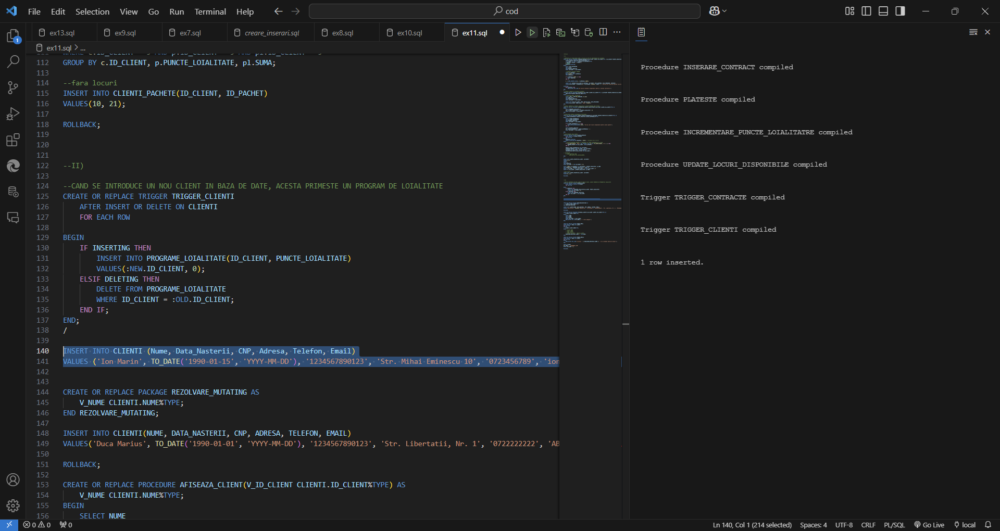 File Edit Selection View Go Run Terminal Help
cod
ex13.sql ex9.sql ex7.sql creare_inserari.sql ex8.sql ex10.sql ex11.sql
ex11.sql > ...
112 GROUP BY c.ID_CLIENT, p.PUNCTE_LOIALITATE, pl.SUMA;
113
114 --fara locuri
115 INSERT INTO CLIENTI_PACHETE(ID_CLIENT, ID_PACHET)
116 VALUES(10, 21);
117
118 ROLLBACK;
119
120
121
122 --II)
123
124 --CAND SE INTRODUCE UN NOU CLIENT IN BAZA DE DATE, ACESTA PRIMESTE UN PROGRAM DE LOIALITATE
125 CREATE OR REPLACE TRIGGER TRIGGER_CLIENTI
126 AFTER INSERT OR DELETE ON CLIENTI
127 FOR EACH ROW
128
129 BEGIN
130 IF INSERTING THEN
131 INSERT INTO PROGRAME_LOIALITATE(ID_CLIENT, PUNCTE_LOIALITATE)
132 VALUES(:NEW.ID_CLIENT, 0);
133 ELSIF DELETING THEN
134 DELETE FROM PROGRAME_LOIALITATE
135 WHERE ID_CLIENT = :OLD.ID_CLIENT;
136 END IF;
137 END;
138 /
139
140 INSERT INTO CLIENTI (Nume, Data_Nasterii, CNP, Adresa, Telefon, Email)
141 VALUES ('Ion Marin', TO_DATE('1990-01-15', 'YYYY-MM-DD'), '1234567890123', 'Str. Mihai Eminescu 10', '0723456789', 'ion
142
143
144 CREATE OR REPLACE PACKAGE REZOLVARE_MUTATING AS
145 V_NUME CLIENTI.NUME%TYPE;
146 END REZOLVARE_MUTATING;
147
148 INSERT INTO CLIENTI(NUME, DATA_NASTERII, CNP, ADRESA, TELEFON, EMAIL)
149 VALUES('Duca Marius', TO_DATE('1990-01-01', 'YYYY-MM-DD'), '1234567890123', 'Str. Libertatii, Nr. 1', '0722222222', 'AB
150
151 ROLLBACK;
152
153 CREATE OR REPLACE PROCEDURE AFISEAZA_CLIENT(V_ID_CLIENT CLIENTI.ID_CLIENT%TYPE) AS
154 V_NUME CLIENTI.NUME%TYPE;
155 BEGIN
156 SELECT NUME
Procedure INSERARE_CONTRACT compiled
Procedure PLATESTE compiled
Procedure INCREMENTARE_PUNCTE_LOIALITATRE compiled
Procedure UPDATE_LOCURI_DISPONIBILE compiled
Trigger TRIGGER_CONTRACTE compiled
Trigger TRIGGER_CLIENTI compiled
1 row inserted.
1
0 0 0
Ln 140, Col 1 (214 selected) Spaces: 4 UTF-8 CRLF PL/SQL Go Live local